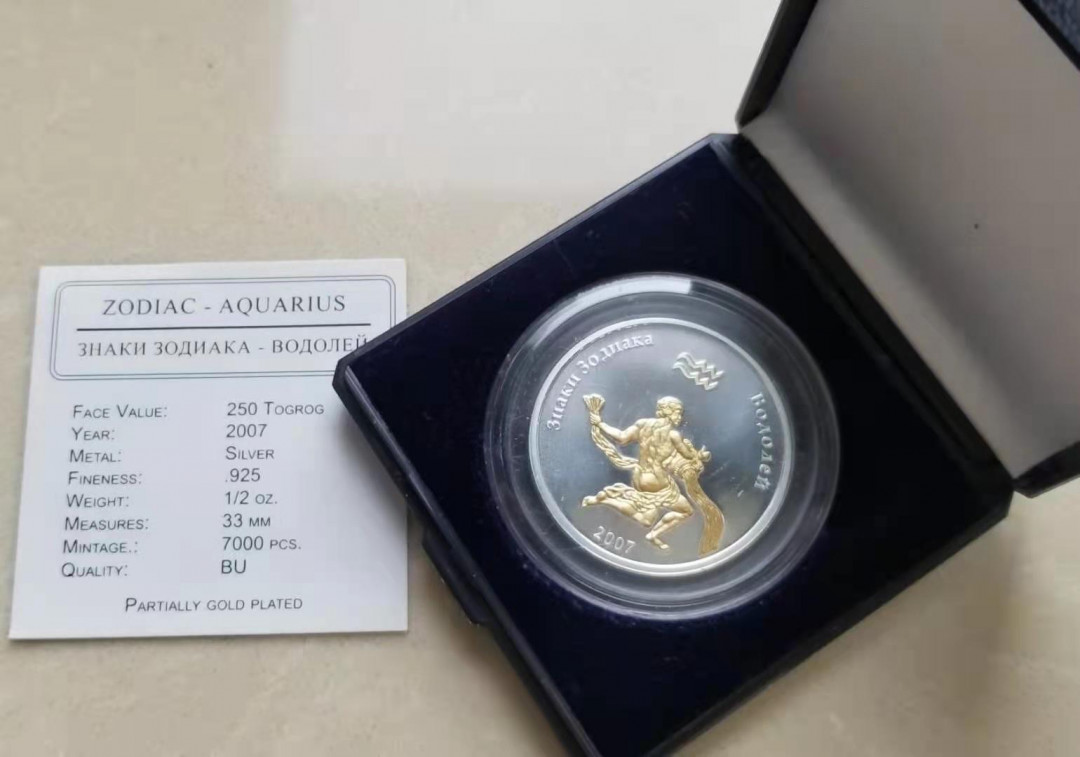 ZODIAC - AQUARIUS
ЗНАКИ ЗОДИАКА - ВОДОЛЕЙ
FACE VALUE: 250 TOGROG
YEAR: 2007
METAL: SILVER
FINENESS: .925
WEIGHT: 1/2 OZ.
MEASURES: 33 MM
MINTAGE.: 7000 PCS.
QUALITY: BU
PARTIALLY GOLD PLATED
Знаки Зодиака
Водолей
2007